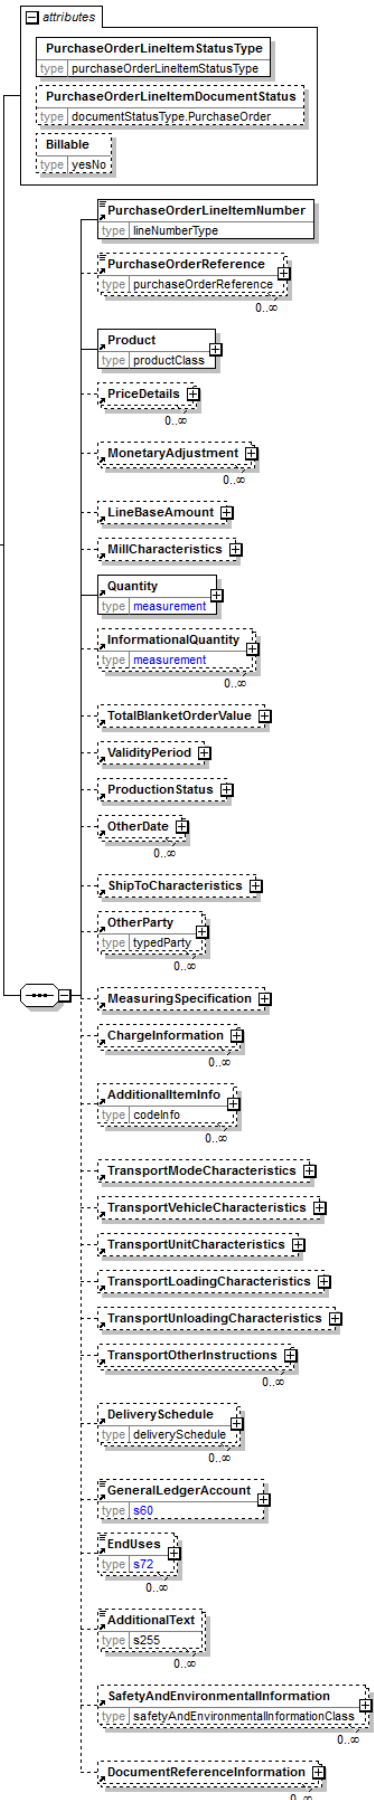 attributes
PurchaseOrderLineItemStatusType
type purchaseOrderLineItemStatusType
PurchaseOrderLineItemDocumentStatus
type documentStatusType.PurchaseOrder
Billable
type yesNo
PurchaseOrderLineItemNumber
type lineNumberType
PurchaseOrderReference
type purchaseOrderReference
0..∞
Product
type productClass
PriceDetails
0..∞
MonetaryAdjustment
0..∞
LineBaseAmount
MillCharacteristics
Quantity
type measurement
InformationalQuantity
type measurement
0..∞
TotalBlanketOrderValue
ValidityPeriod
ProductionStatus
OtherDate
0..∞
ShipToCharacteristics
OtherParty
type typedParty
0..∞
MeasuringSpecification
ChargeInformation
0..∞
AdditionalItemInfo
type codeInfo
0..∞
TransportModeCharacteristics
TransportVehicleCharacteristics
TransportUnitCharacteristics
TransportLoadingCharacteristics
TransportUnloadingCharacteristics
TransportOtherInstructions
0..∞
DeliverySchedule
type deliverySchedule
0..∞
GeneralLedgerAccount
type s60
EndUses
type s72
0..∞
AdditionalText
type s255
0..∞
SafetyAndEnvironmentalInformation
type safetyAndEnvironmentalInformationClass
0..∞
DocumentReferenceInformation
0..∞